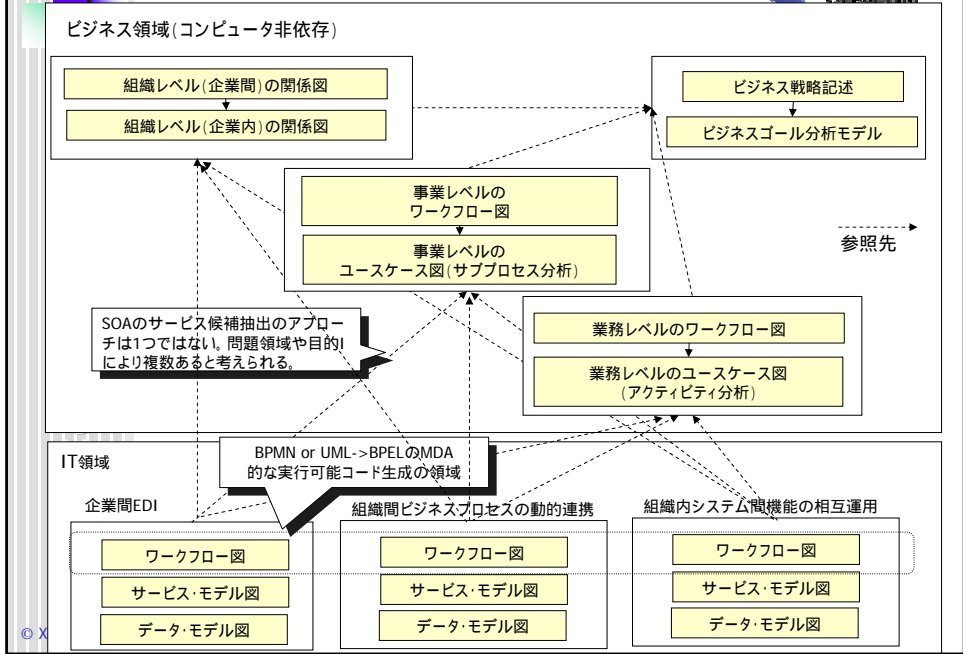 ビジネス領域(コンピュータ非依存)
組織レベル(企業間)の関係図
組織レベル(企業内)の関係図
ビジネス戦略記述
ビジネスゴール分析モデル
事業レベルの
ワークフロー図
事業レベルの
ユースケース図(サブプロセス分析)
参照先
SOAのサービス候補抽出のアプロー
チは1つではない。問題領域や目的I
により複数あると考えられる。
業務レベルのワークフロー図
業務レベルのユースケース図
(アクティビティ分析)
IT領域
BPMN or UML->BPELのMDA
的な実行可能コード生成の領域
企業間EDI
組織間ビジネスプロセスの動的連携
組織内システム間機能の相互運用
ワークフロー図
サービス・モデル図
データ・モデル図
ワークフロー図
サービス・モデル図
データ・モデル図
ワークフロー図
サービス・モデル図
データ・モデル図
© X